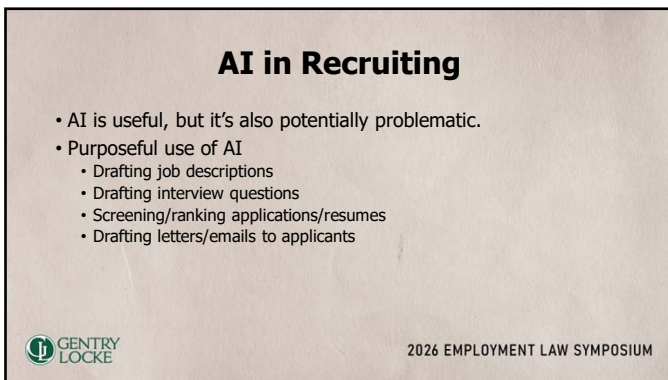 AI in Recruiting
• AI is useful, but it's also potentially problematic.
• Purposeful use of AI
• Drafting job descriptions
• Drafting interview questions
• Screening/ranking applications/resumes
• Drafting letters/emails to applicants
GENTRY
LOCKE
2026 EMPLOYMENT LAW SYMPOSIUM